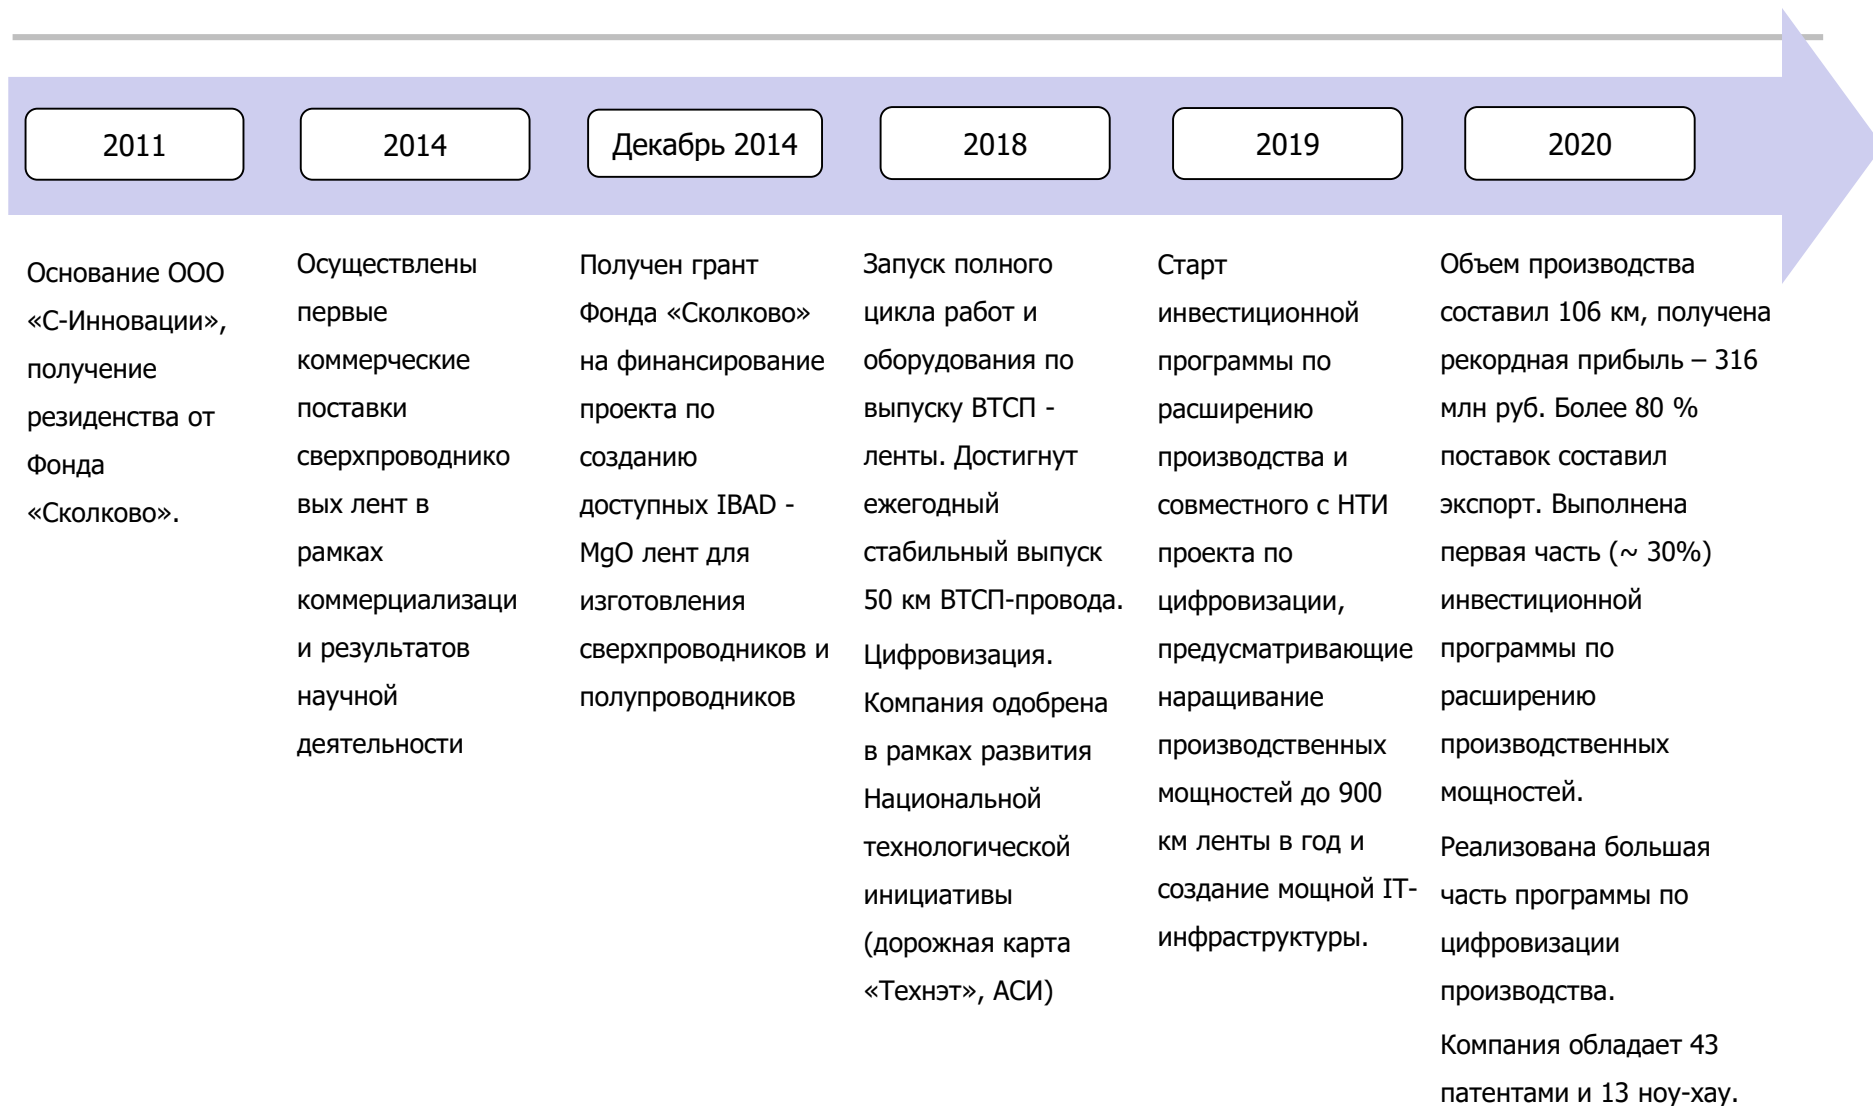 2011
2014
Декабрь 2014
2018
2019
2020
Основание ООО
«С-Инновации»,
получение
резиденства от
Фонда
«Сколково».
Осуществлены
первые
коммерческие
поставки
сверхпроводнико
вых лент в
рамках
коммерциализаци
и результатов
научной
деятельности
Получен грант
Фонда «Сколково»
на финансирование
проекта по
созданию
доступных IBAD -
MgO лент для
изготовления
сверхпроводников и
полупроводников
Запуск полного
цикла работ и
оборудования по
выпуску ВТСП -
ленты. Достигнут
ежегодный
стабильный выпуск
50 км ВТСП-провода.
Цифровизация.
Компания одобрена
в рамках развития
Национальной
технологической
инициативы
(дорожная карта
«Технэт», АСИ)
Старт
инвестиционной
программы по
расширению
производства и
совместного с НТИ
проекта по
цифровизации,
предусматривающие
наращивание
производственных
мощностей до 900
км ленты в год и
создание мощной IT-
инфраструктуры.
Объем производства
составил 106 км, получена
рекордная прибыль – 316
млн руб. Более 80 %
поставок составил
экспорт. Выполнена
первая часть (~ 30%)
инвестиционной
программы по
расширению
производственных
мощностей.
Реализована большая
часть программы по
цифровизации
производства.
Компания обладает 43
патентами и 13 ноу-хау.